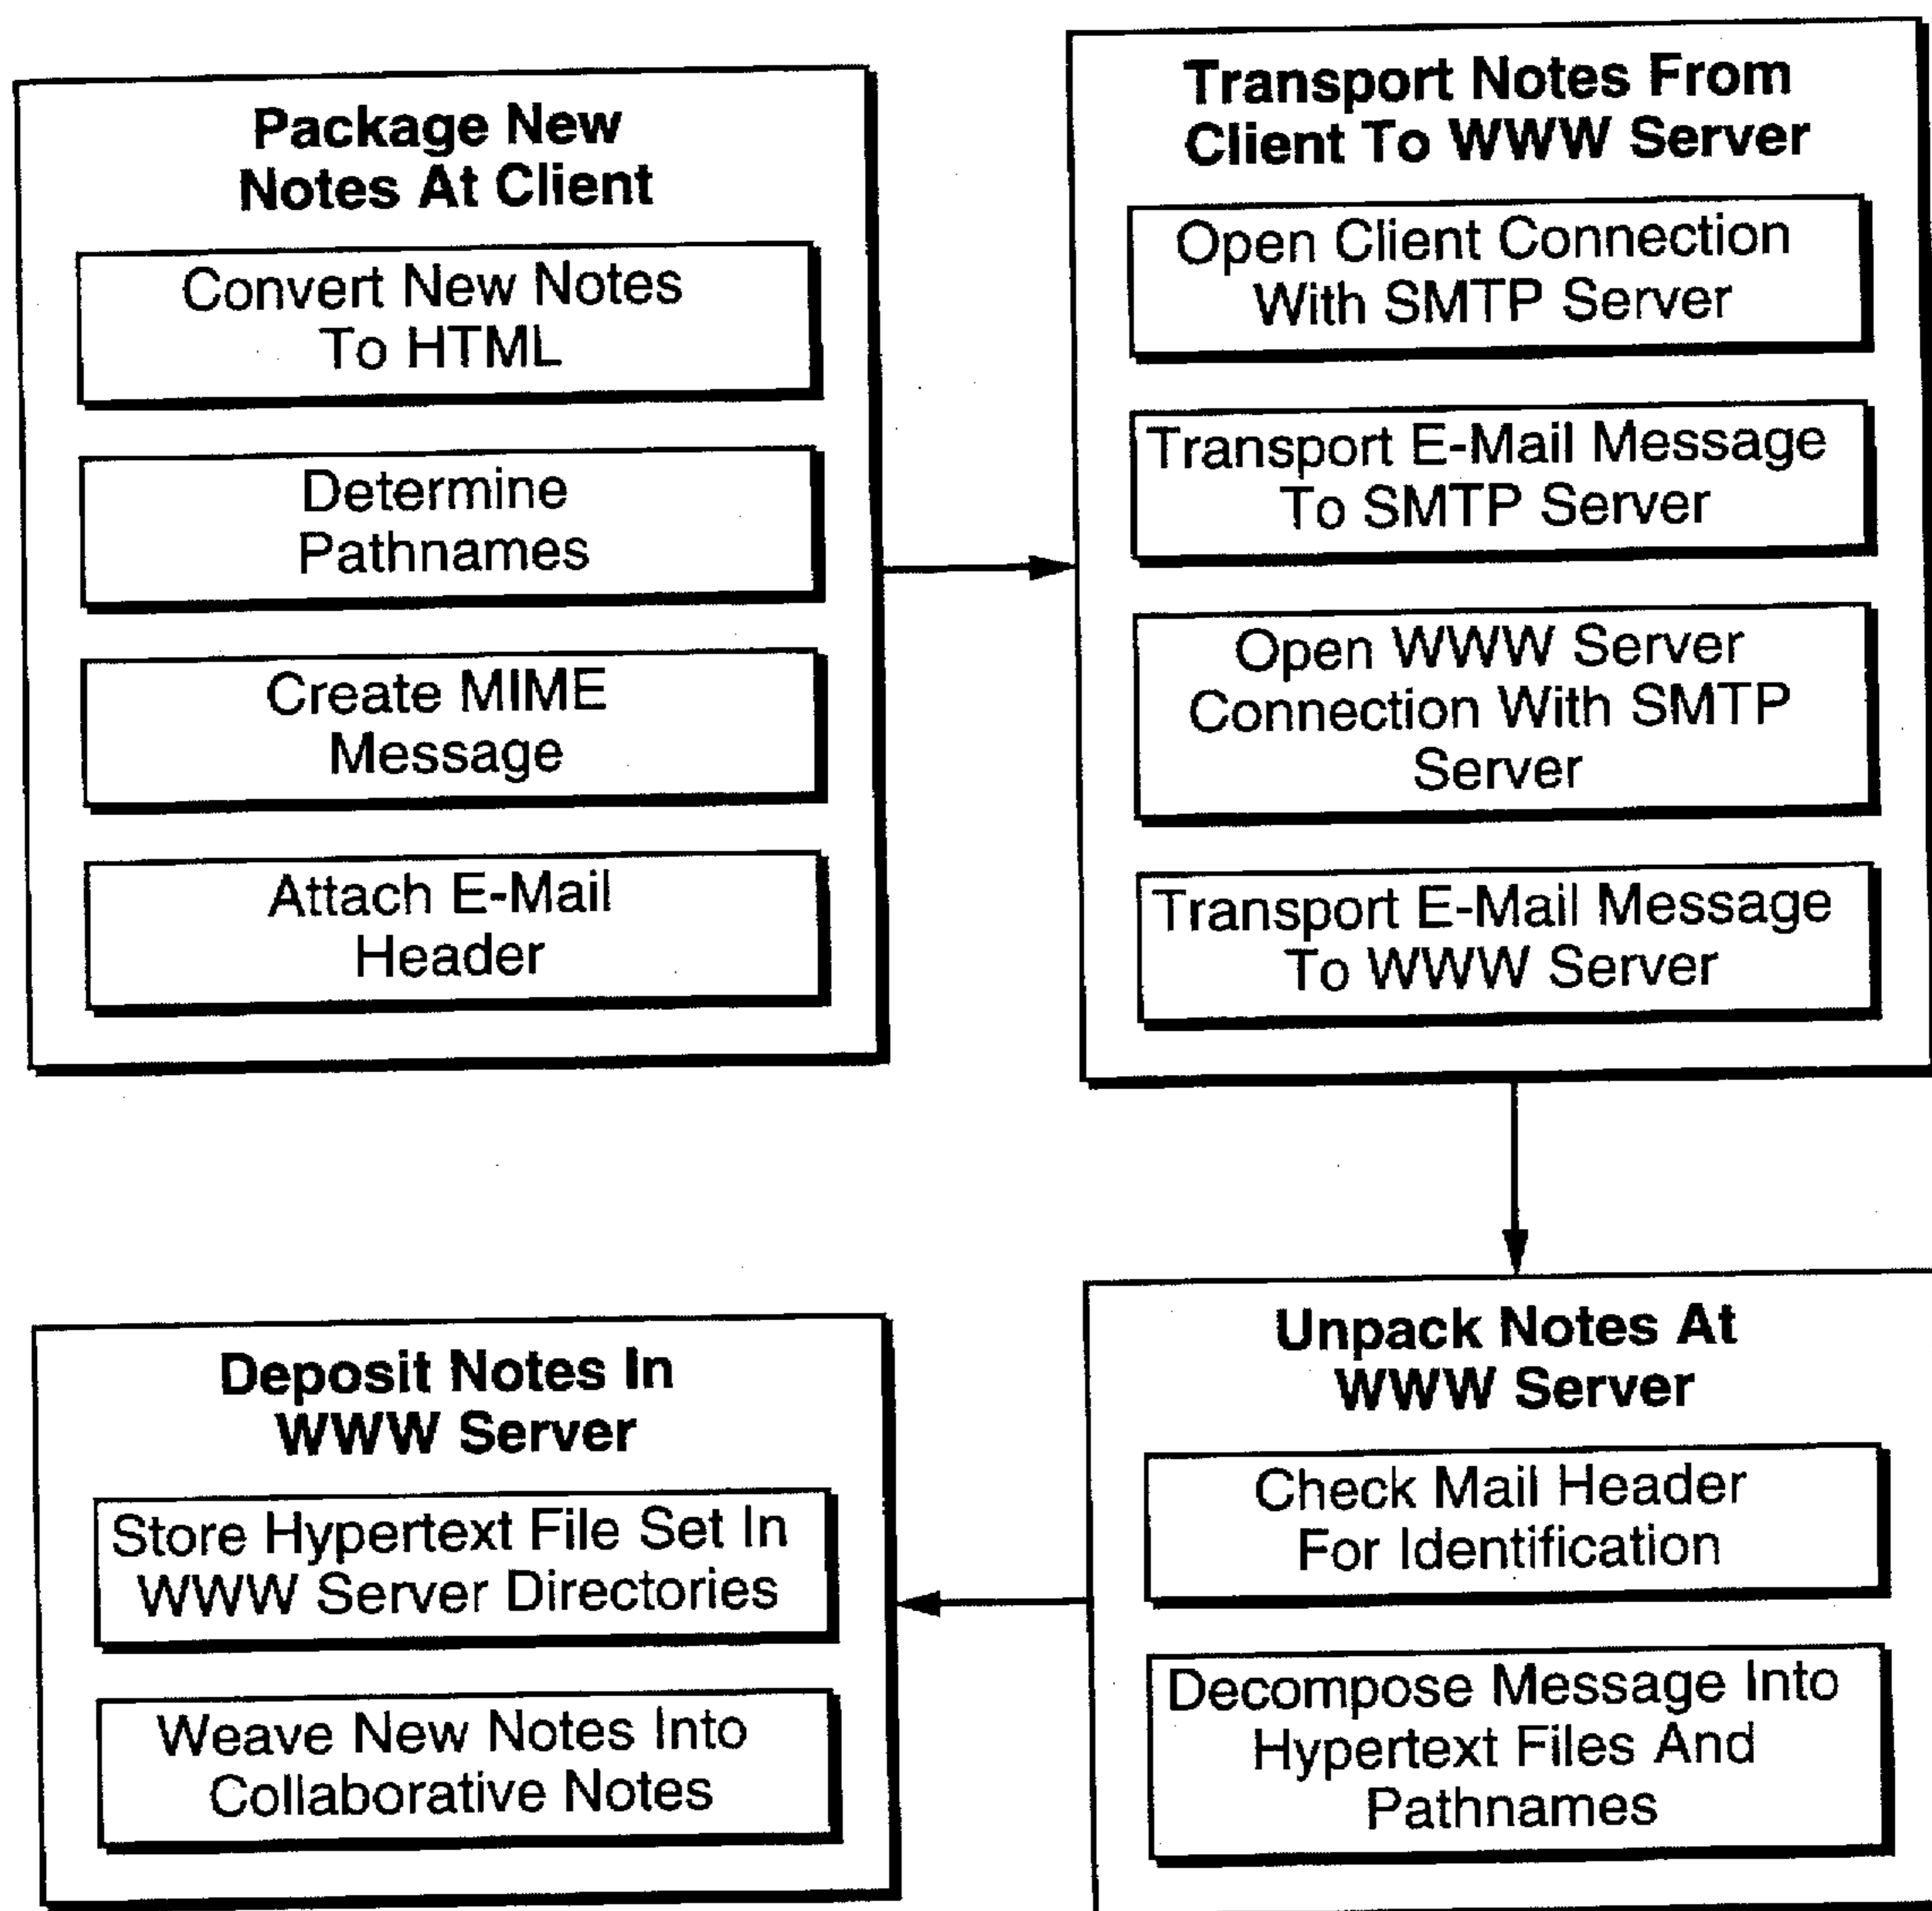 Package New
Notes At Client
Convert New Notes
To HTML
Determine
Pathnames
Create MIME
Message
Attach E-Mail
Header
Transport Notes From
Client To WWW Server
Open Client Connection
With SMTP Server
Transport E-Mail Message
To SMTP Server
Open WWW Server
Connection With SMTP
Server
Transport E-Mail Message
To WWW Server
Unpack Notes At
WWW Server
Check Mail Header
For Identification
Decompose Message Into
Hypertext Files And
Pathnames
Deposit Notes In
WWW Server
Store Hypertext File Set In
WWW Server Directories
Weave New Notes Into
Collaborative Notes